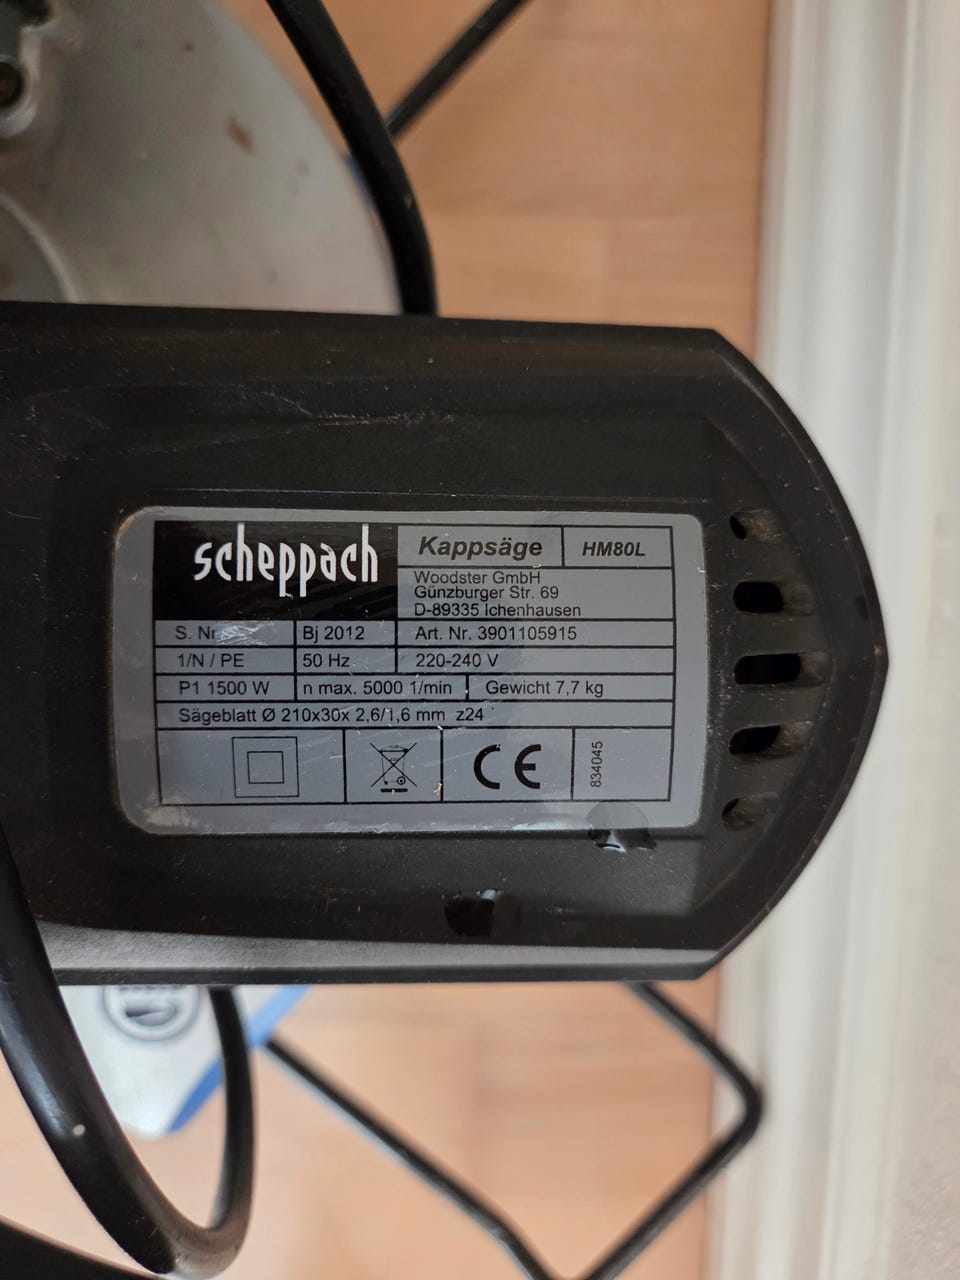 scheppach
Kappsäge HM80L
Woodster GmbH
Günzburger Str. 69
D-89335 Ichenhausen
S. Nr Bj 2012 Art. Nr. 3901105915
1/N / PE 50 Hz 220-240 V
P1 1500 W n max. 5000 1/min Gewicht 7,7 kg
Sägeblatt Ø 210x30x 2,6/1,6 mm z24
CE
834045